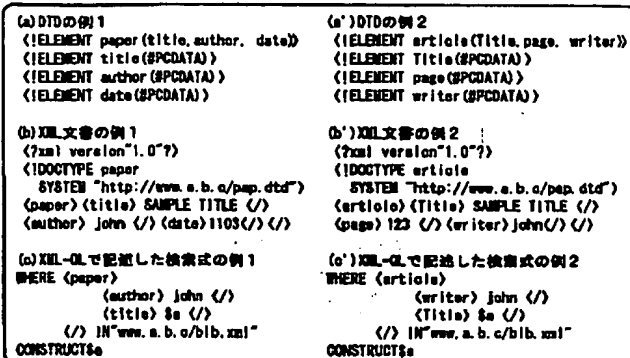 (a)DTDの例1
<!ELEMENT paper(title,author, date)>
<!ELEMENT title(#PCDATA)>
<!ELEMENT author(#PCDATA)>
<!ELEMENT date(#PCDATA)>
(b)XML文書の例1
<?xml version"1.0"?>
<!DOCTYPE paper
SYSTEM "http://www.a.b.c/pap.dtd">
<paper><title> SAMPLE TITLE </>
<author> john </><date>1103</></>
(c)XML-QLで記述した検索式の例1
WHERE <paper>
<author> john </>
<title> $a </>
</> IN"www.a.b.c/bib.xml"
CONSTRUCT$a
(a')DTDの例2
<!ELEMENT article(Title,page, writer)>
<!ELEMENT Title(#PCDATA)>
<!ELEMENT page(#PCDATA)>
<!ELEMENT writer(#PCDATA)>
(b')XML文書の例2
<?xml version"1.0"?>
<!DOCTYPE article
SYSTEM "http://www.a.b.c/pap.dtd">
<article><Title> SAMPLE TITLE </>
<page> 123 </><writer>john</></>
(c')XML-QLで記述した検索式の例2
WHERE <article>
<writer> john </>
<Title> $a </>
</> IN"www.a.b.c/bib.xml"
CONSTRUCT$a